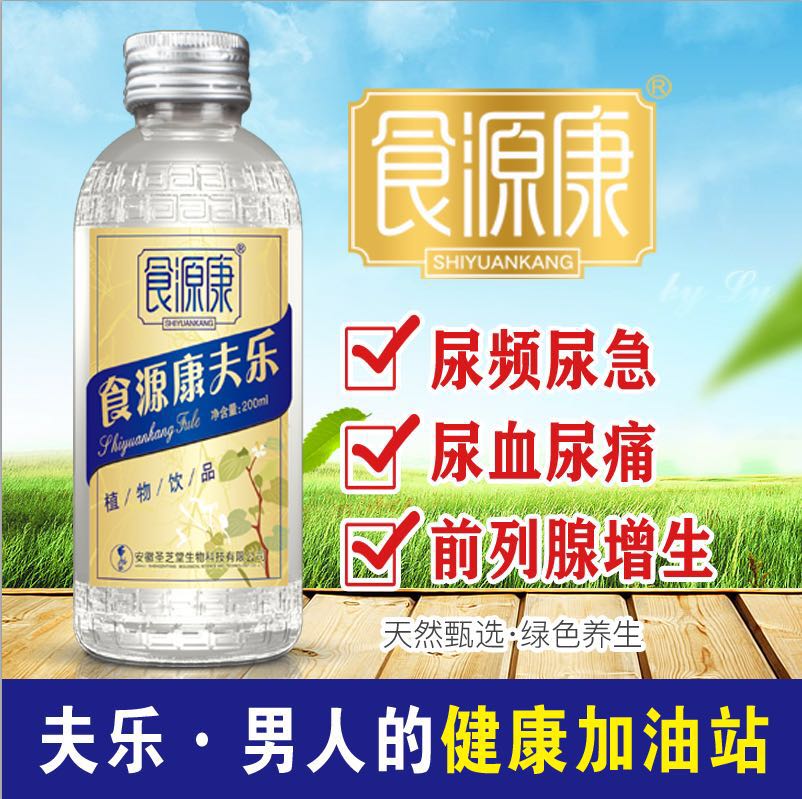 食源康®
SHIYUANKANG
食源康®
SHIYUANKANG
食源康夫乐
净含量:200ml
Shiyuankang Fule
植/物/饮/品
安徽圣芝堂生物科技有限公司
尿频尿急
尿血尿痛
前列腺增生
天然甄选·绿色养生
夫乐·男人的健康加油站